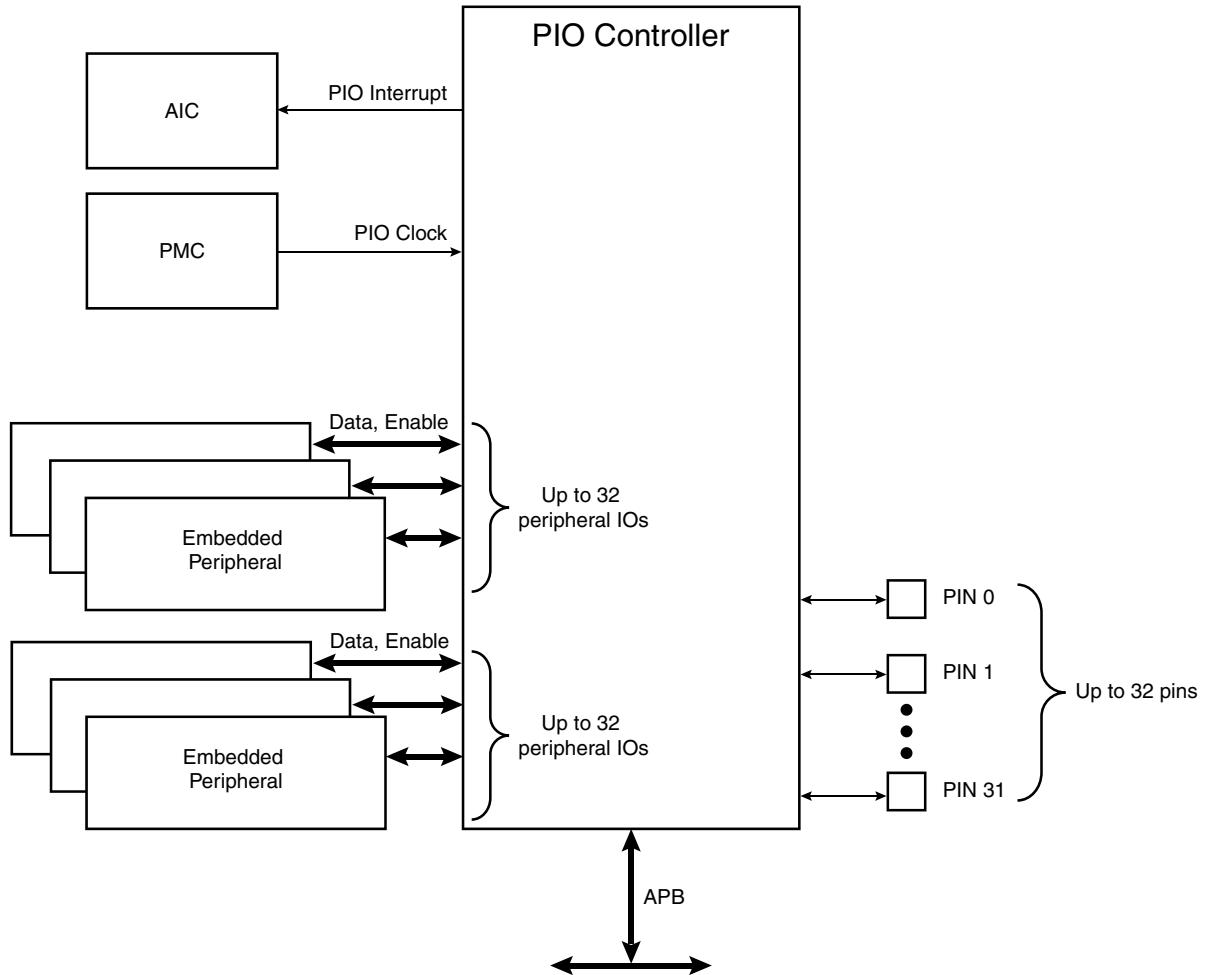 PIO Controller
AIC
PIO Interrupt
PMC
PIO Clock
Data, Enable
Up to 32
peripheral IOs
Embedded
Peripheral
PIN 0
Data, Enable
PIN 1
Up to 32 pins
Up to 32
peripheral IOs
Embedded
Peripheral
PIN 31
APB